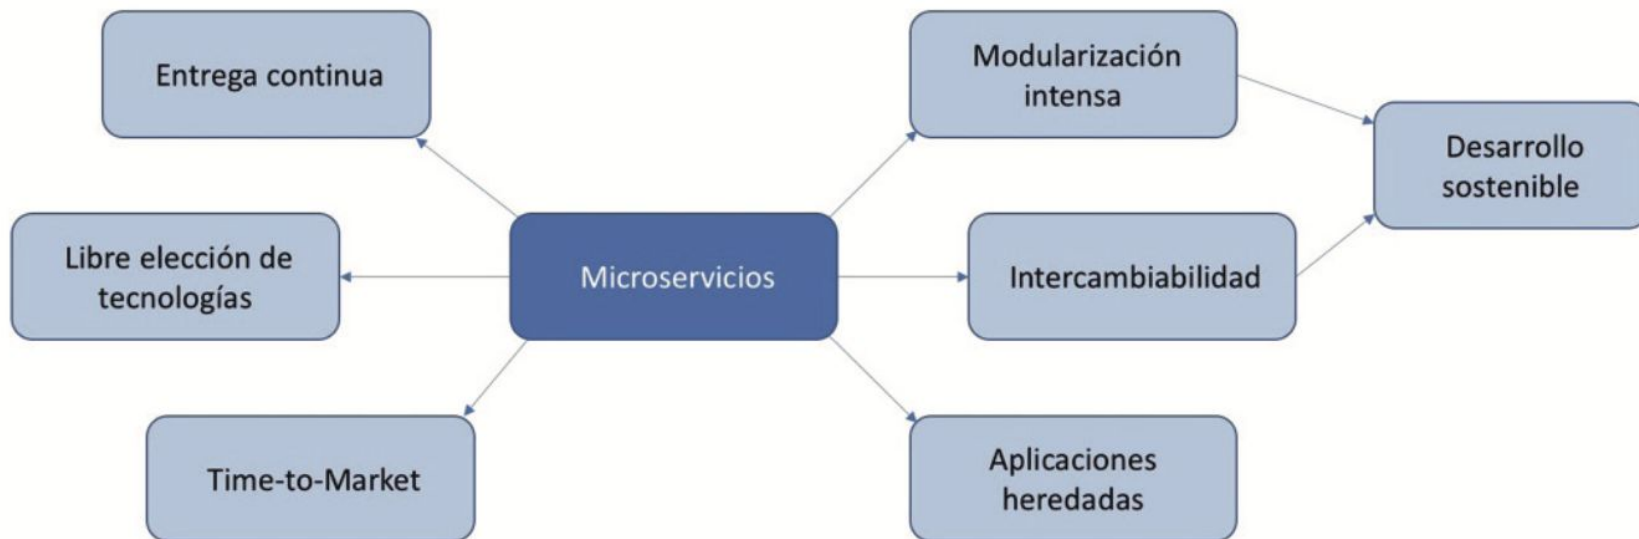 Entrega continua
Modularización
intensa
Desarrollo
sostenible
Libre elección de
tecnologías
Microservicios
Intercambiabilidad
Time-to-Market
Aplicaciones
heredadas